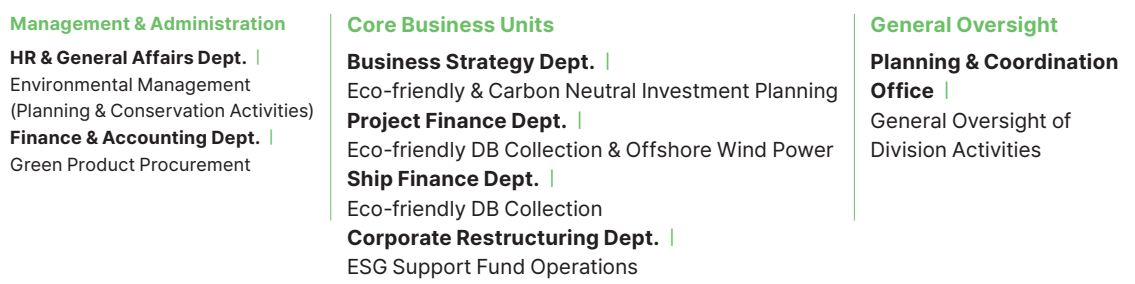 Management & Administration
HR & General Affairs Dept. |
Environmental Management
(Planning & Conservation Activities)
Finance & Accounting Dept. |
Green Product Procurement
Core Business Units
Business Strategy Dept. |
Eco-friendly & Carbon Neutral Investment Planning
Project Finance Dept. |
Eco-friendly DB Collection & Offshore Wind Power
Ship Finance Dept. |
Eco-friendly DB Collection
Corporate Restructuring Dept. |
ESG Support Fund Operations
General Oversight
Planning & Coordination
Office |
General Oversight of
Division Activities